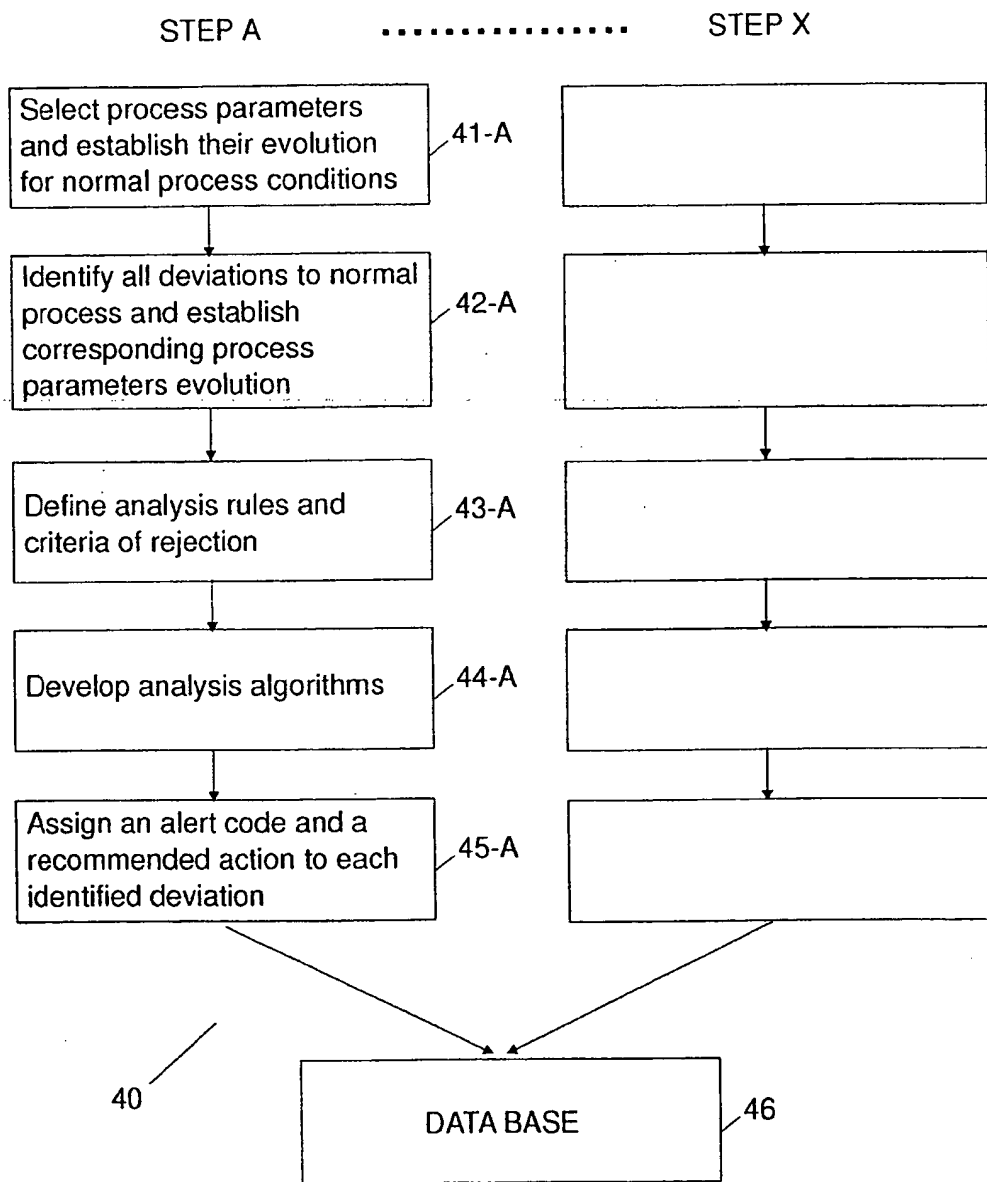 STEP A ............... STEP X
Select process parameters
and establish their evolution
for normal process conditions
41-A
Identify all deviations to normal
process and establish
corresponding process
parameters evolution
42-A
Define analysis rules and
criteria of rejection
43-A
Develop analysis algorithms
44-A
Assign an alert code and a
recommended action to each
identified deviation
45-A
40
DATA BASE
46